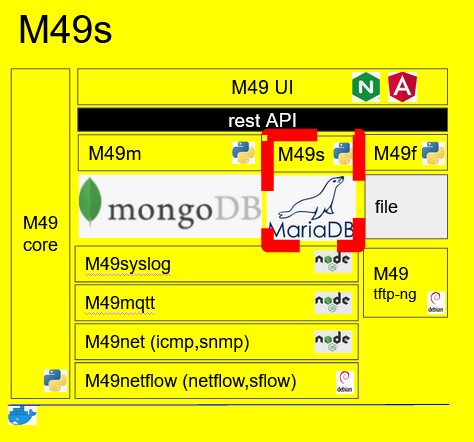 M49s
M49 UI
N
A
rest API
M49m
M49s
M49f
mongoDB
MariaDB
file
M49
core
M49syslog
node
M49
tftp-ng
debian
M49mqtt
node
M49net (icmp,snmp)
node
M49netflow (netflow,sflow)
debian